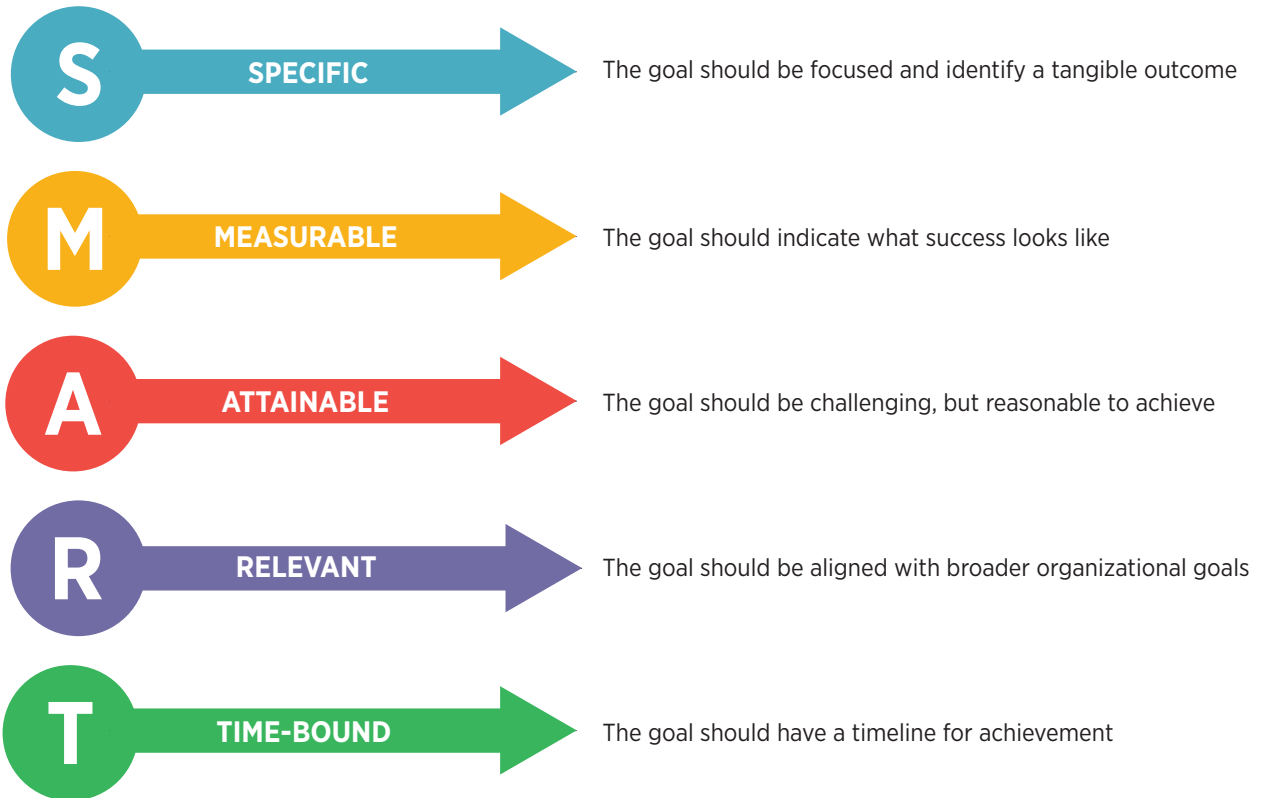 S
SPECIFIC
The goal should be focused and identify a tangible outcome
M
MEASURABLE
The goal should indicate what success looks like
A
ATTAINABLE
The goal should be challenging, but reasonable to achieve
R
RELEVANT
The goal should be aligned with broader organizational goals
T
TIME-BOUND
The goal should have a timeline for achievement